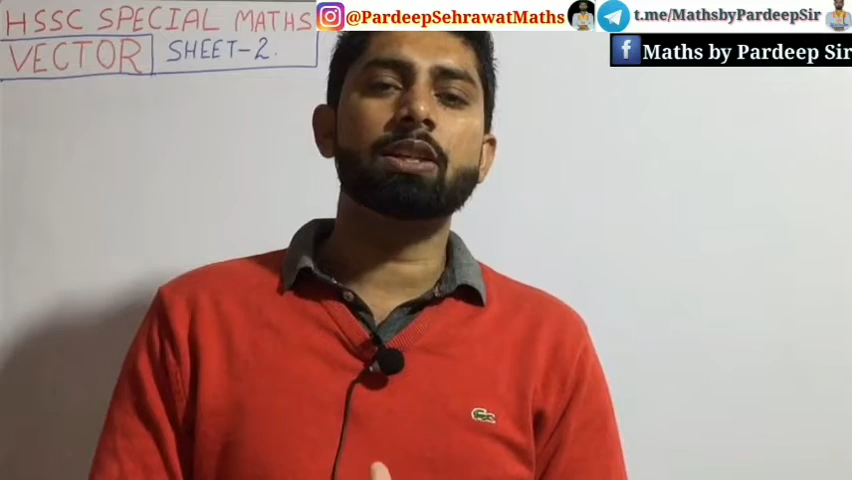 HSSC SPECIAL MATHS
VECTOR SHEET-2.
@PardeepSehrawatMaths
t.me/MathsbyPardeepSir
Maths by Pardeep Sir